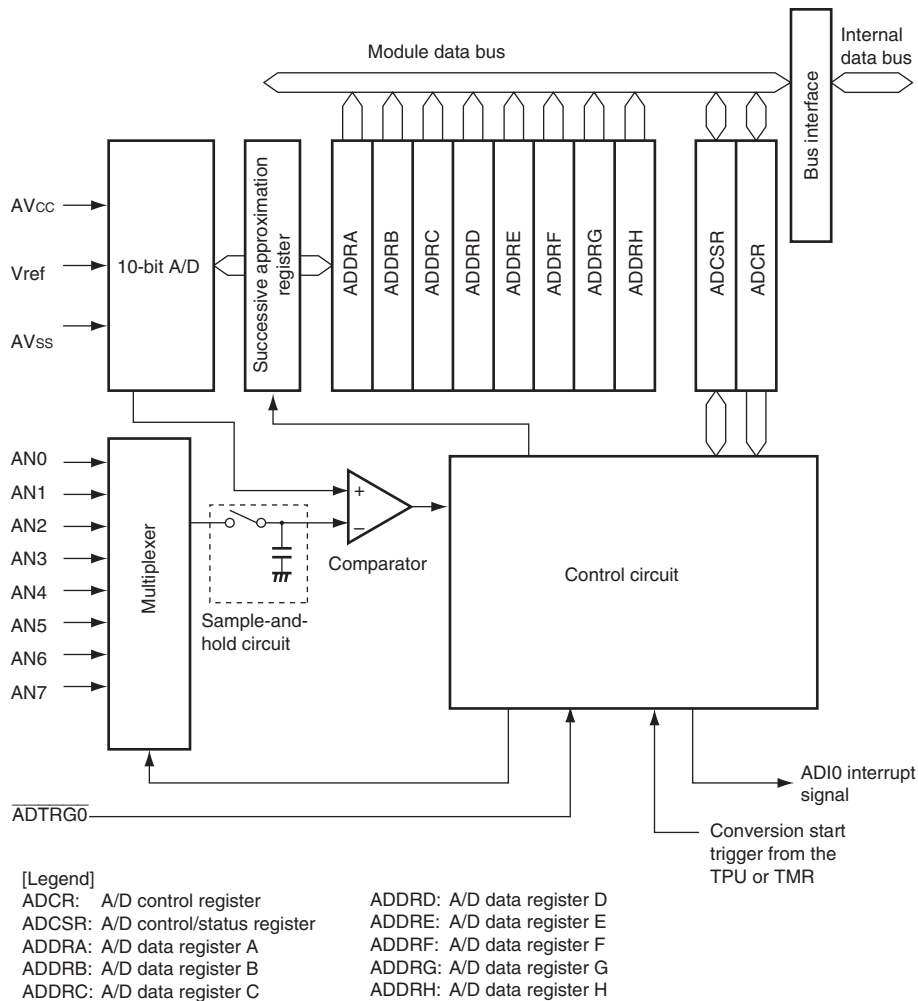 Module data bus
Internal
data bus
Bus interface
AVCC
Vref
AVSS
10-bit A/D
Successive approximation
register
ADDRA
ADDRB
ADDRC
ADDRD
ADDRE
ADDRF
ADDRG
ADDRH
ADCSR
ADCR
AN0
AN1
AN2
AN3
AN4
AN5
AN6
AN7
Multiplexer
+
−
Comparator
Sample-and-
hold circuit
Control circuit
ADI0 interrupt
signal
ADTRG0
Conversion start
trigger from the
TPU or TMR
[Legend]
ADCR: A/D control register
ADCSR: A/D control/status register
ADDRA: A/D data register A
ADDRB: A/D data register B
ADDRC: A/D data register C
ADDRD: A/D data register D
ADDRE: A/D data register E
ADDRF: A/D data register F
ADDRG: A/D data register G
ADDRH: A/D data register H